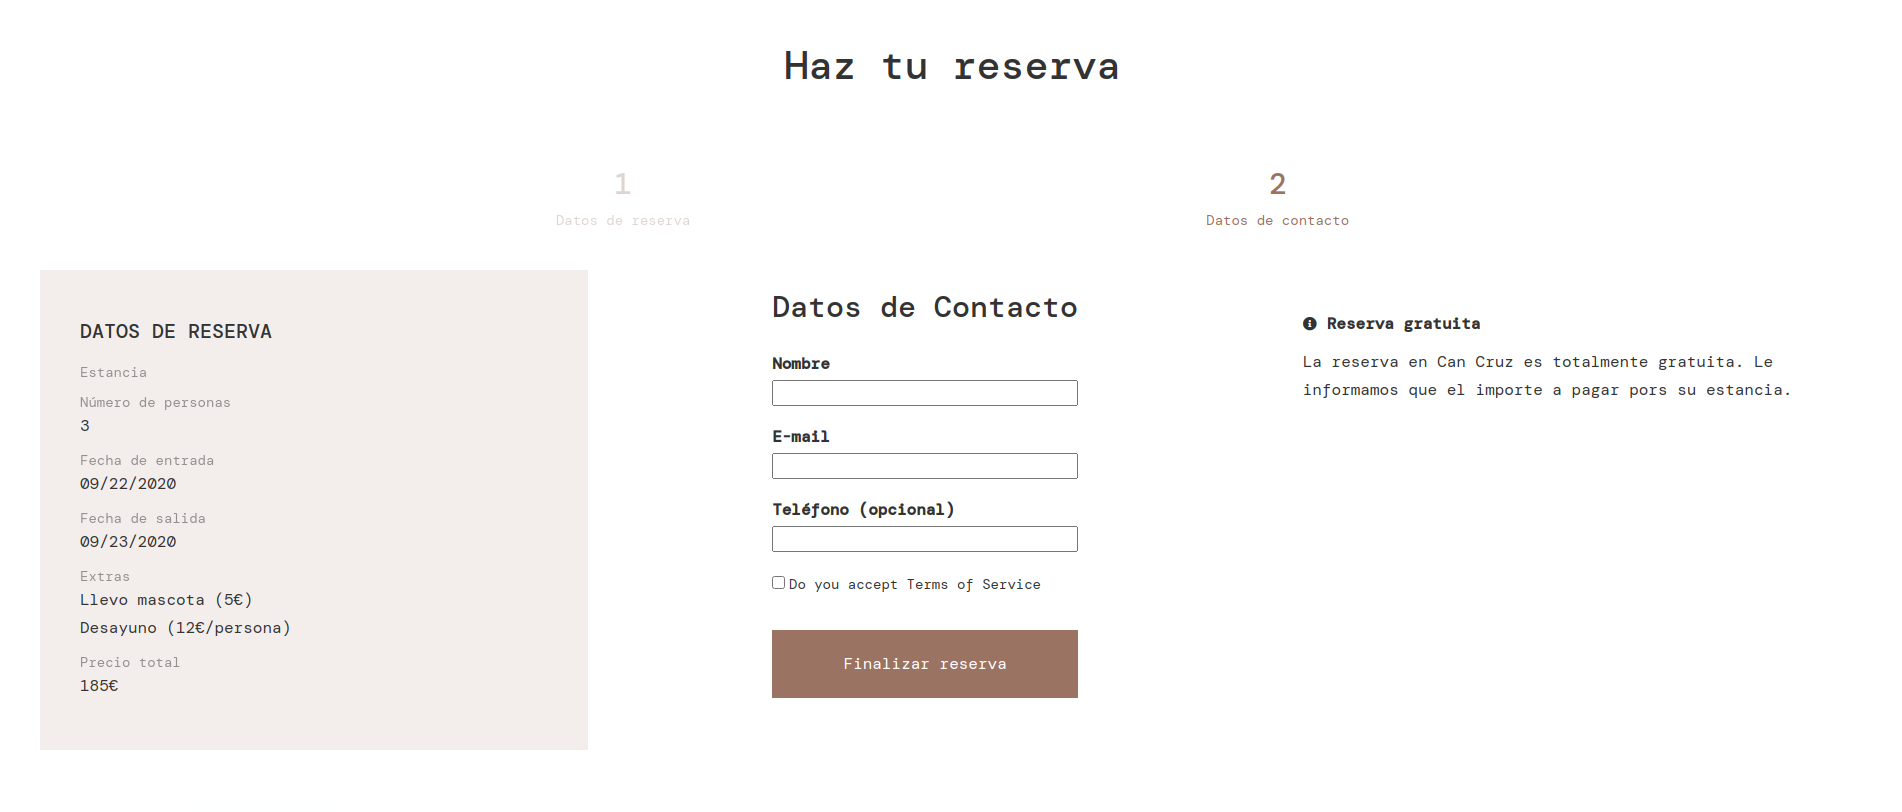 Haz tu reserva
1
Datos de reserva
2
Datos de contacto
DATOS DE RESERVA
Estancia
Número de personas
3
Fecha de entrada
09/22/2020
Fecha de salida
09/23/2020
Extras
Llevo mascota (5€)
Desayuno (12€/persona)
Precio total
185€
Datos de Contacto
Nombre
E-mail
Teléfono (opcional)
Do you accept Terms of Service
Finalizar reserva
Reserva gratuita
La reserva en Can Cruz es totalmente gratuita. Le
informamos que el importe a pagar pors su estancia.